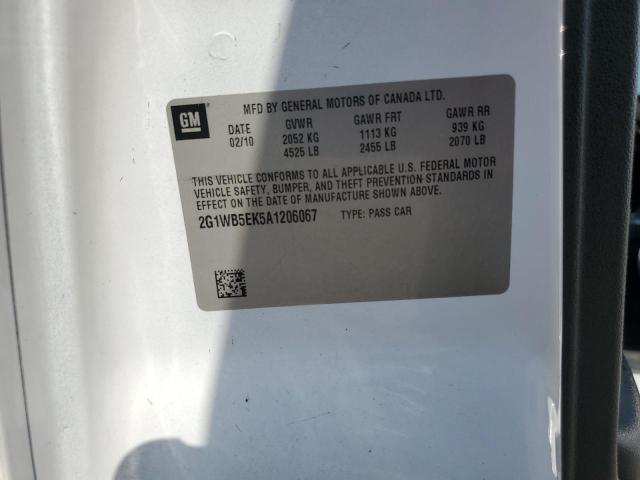 GM
MFD BY GENERAL MOTORS OF CANADA LTD.
DATE GVWR GAWR FRT GAWR RR
02/10 2052 KG 1113 KG 939 KG
4525 LB 2455 LB 2070 LB
THIS VEHICLE CONFORMS TO ALL APPLICABLE U.S. FEDERAL MOTOR
VEHICLE SAFETY, BUMPER, AND THEFT PREVENTION STANDARDS IN
EFFECT ON THE DATE OF MANUFACTURE SHOWN ABOVE.
2G1WB5EK5A1206067 TYPE: PASS CAR